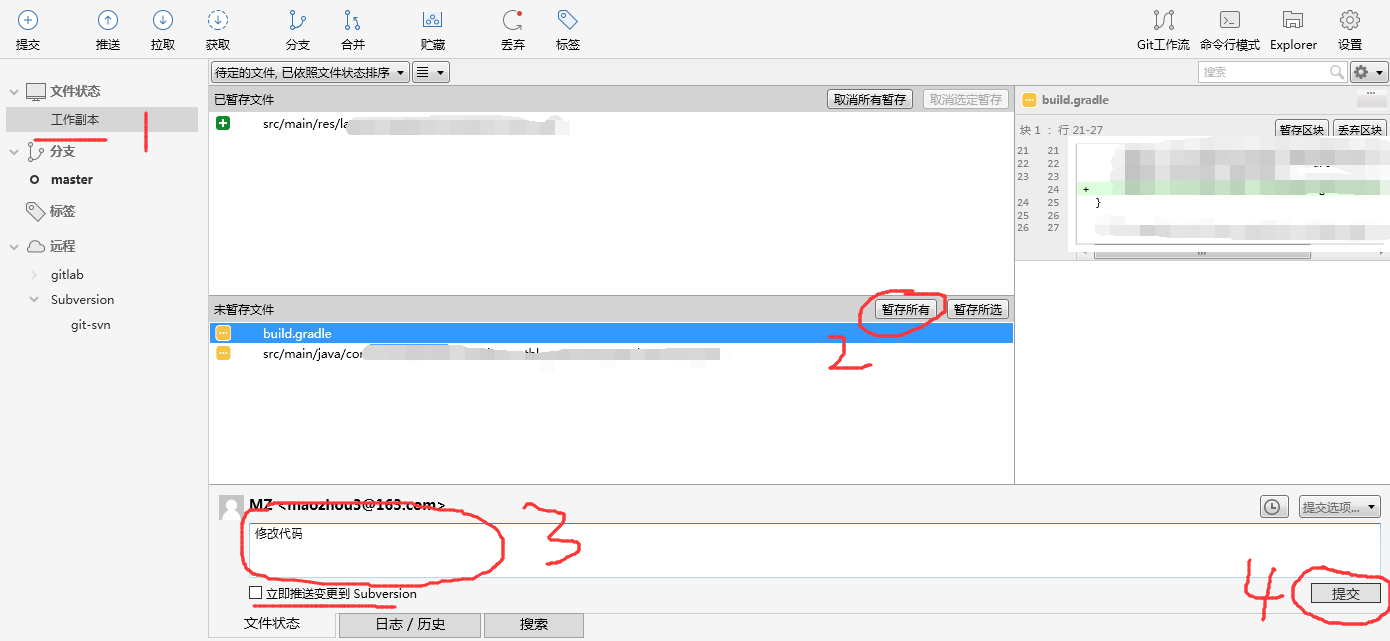 提交 推送 拉取 获取 分支 合并 贮藏 丢弃 标签 Git工作流 命令行模式 Explorer 设置
文件状态
工作副本
1
分支
master
标签
远程
gitlab
Subversion
git-svn
待定的文件, 已依照文件状态排序
搜索
已暂存文件 取消所有暂存 取消选定暂存
src/main/res/la
未暂存文件 暂存所有 暂存所选
build.gradle
src/main/java/con
2
build.gradle
块 1 : 行 21-27 暂存区块 丢弃区块
21 21
22 22
23 23
24 +
24 25 }
25 26
26 27
MZ <maozhou3@163.com>
提交选项...
修改代码
3
立即推送变更到 Subversion
4
提交
文件状态 日志 / 历史 搜索